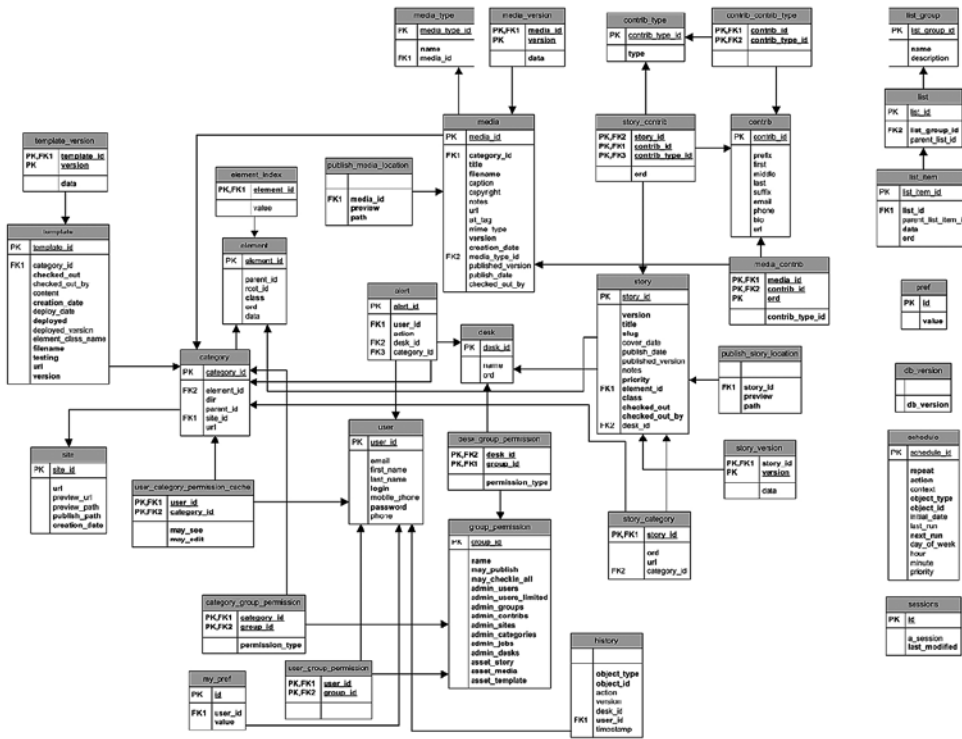 media_type
PK media_type_id
name
FK1 media_id
media_version
PK,FK1 media_id
PK version
data
contrib_type
PK contrib_type_id
type
contrib_contrib_type
PK,FK1 contrib_id
PK,FK2 contrib_type_id
list_group
PK list_group_id
name
description
list
PK list_id
FK2 list_group_id
parent_list_id
list_item
PK list_item_id
FK1 list_id
parent_list_item_i
data
ord
template_version
PK,FK1 template_id
PK version
data
template
PK template_id
FK1 category_id
checked_out
checked_out_by
content
creation_date
deploy_date
deployed
deployed_version
element_class_name
filename
testing
url
version
element_index
PK,FK1 element_id
value
element
PK element_id
parent_id
root_id
class
ord
data
publish_media_location
FK1 media_id
preview
path
media
PK media_id
FK1 category_id
title
filename
caption
copyright
notes
url
alt_tag
mime_type
version
creation_date
FK2 media_type_id
published_version
publish_date
checked_out_by
story_contrib
PK,FK2 story_id
PK,FK1 contrib_id
PK,FK3 contrib_type_id
ord
contrib
PK contrib_id
prefix
first
middle
last
suffix
email
phone
bio
url
media_contrib
PK,FK1 media_id
PK,FK2 contrib_id
PK ord
contrib_type_id
alert
PK alert_id
FK1 user_id
action
FK2 desk_id
FK3 category_id
desk
PK desk_id
name
ord
story
PK story_id
version
title
slug
cover_date
publish_date
published_version
notes
priority
FK1 element_id
class
checked_out
checked_out_by
FK2 desk_id
publish_story_location
FK1 story_id
preview
path
pref
PK id
value
db_version
db_version
category
PK category_id
FK2 element_id
dir
parent_id
FK1 site_id
url
site
PK site_id
url
preview_url
preview_path
publish_path
creation_date
user_category_permission_cache
PK,FK1 user_id
PK,FK2 category_id
may_see
may_edit
user
PK user_id
email
first_name
last_name
login
mobile_phone
password
phone
desk_group_permission
PK,FK2 desk_id
PK,FK1 group_id
permission_type
story_version
PK,FK1 story_id
PK version
data
story_category
PK,FK1 story_id
ord
url
FK2 category_id
schedule
PK schedule_id
repeat
action
context
object_type
object_id
initial_date
last_run
next_run
day_of_week
hour
minute
priority
group_permission
PK group_id
name
may_publish
may_checkin_all
admin_users
admin_users_limited
admin_groups
admin_contribs
admin_sites
admin_categories
admin_jobs
admin_desks
asset_story
asset_media
asset_template
category_group_permission
PK,FK1 category_id
PK,FK2 group_id
permission_type
user_group_permission
PK,FK1 user_id
PK,FK2 group_id
my_pref
PK id
FK1 user_id
value
history
object_type
object_id
action
version
desk_id
FK1 user_id
timestamp
sessions
PK id
a_session
last_modified